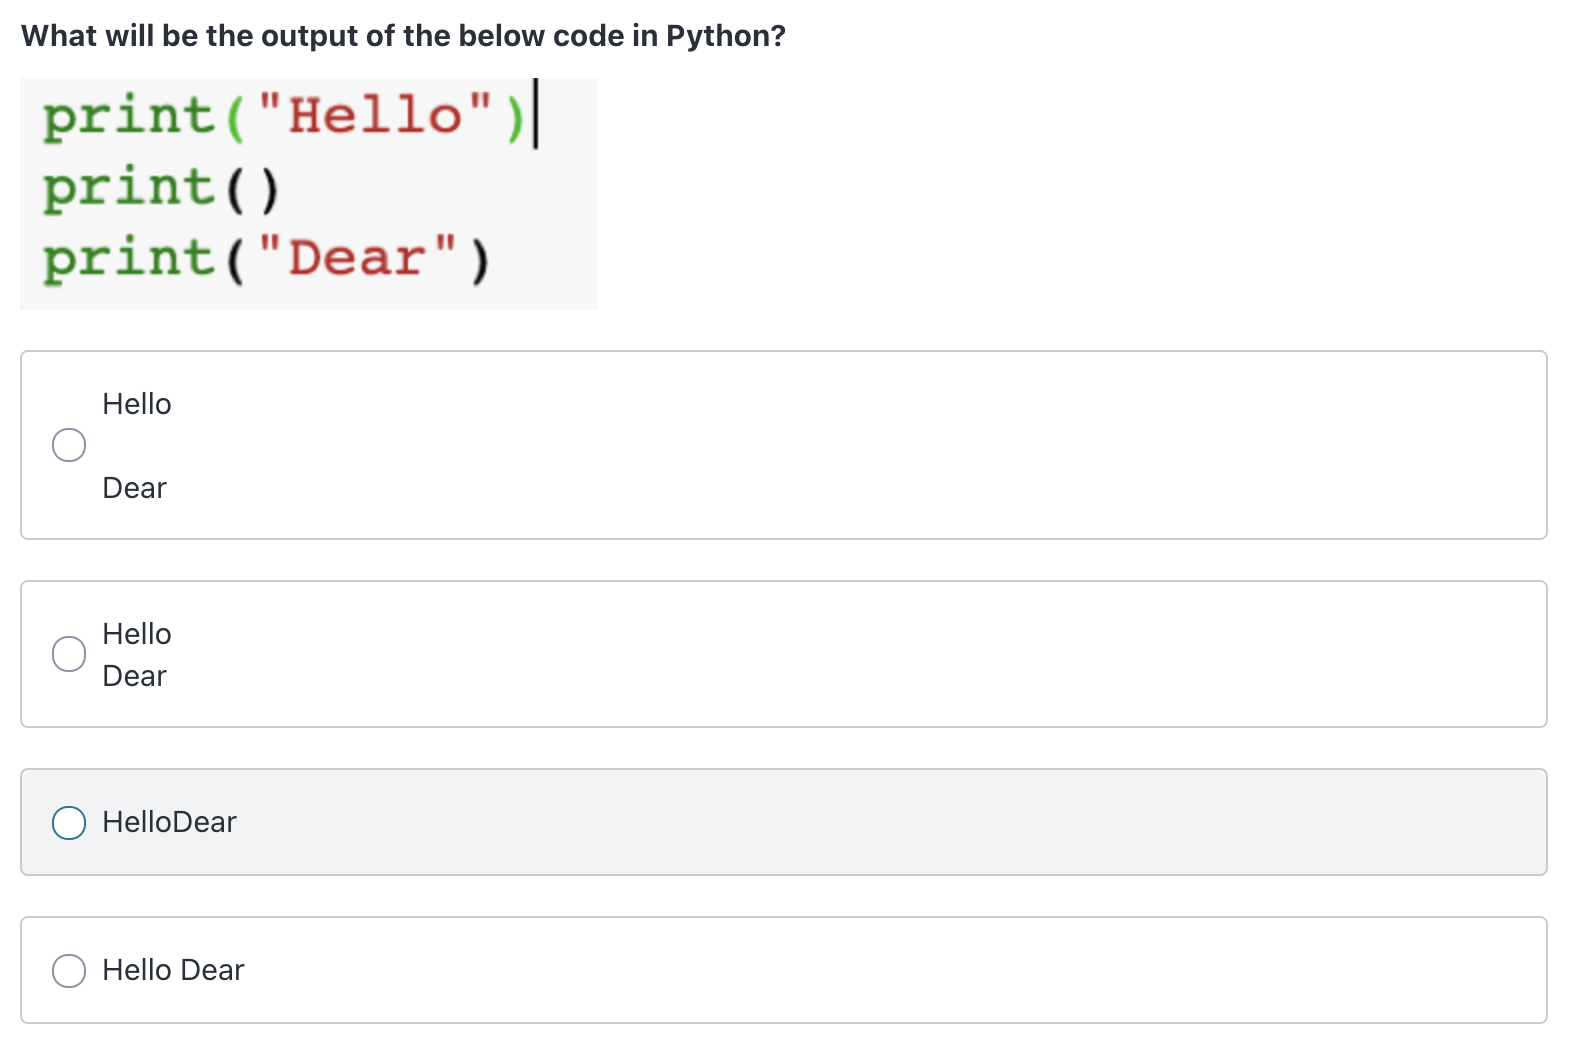 What will be the output of the below code in Python?
print("Hello")
print()
print("Dear")
Hello
Dear
Hello
Dear
HelloDear
Hello Dear